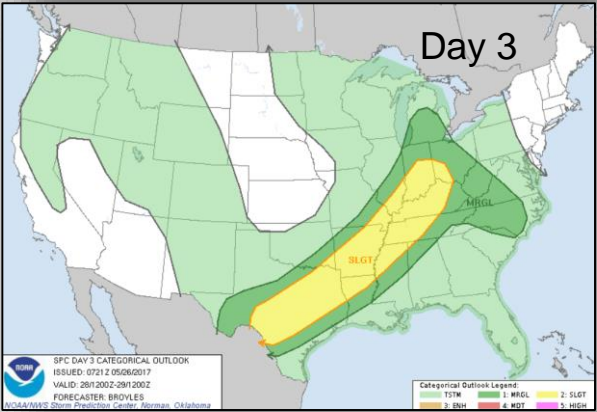 Day 3
MRGL
SLGT
NOAA
SPC DAY 3 CATEGORICAL OUTLOOK
ISSUED: 0721Z 05/26/2017
VALID: 28/1200Z-29/1200Z
FORECASTER: BROYLES
NOAA/NWS Storm Prediction Center, Norman, Oklahoma
Categorical Outlook Legend:
TSTM 1: MRGL 2: SLGT
3: ENH 4: MDT 5: HIGH